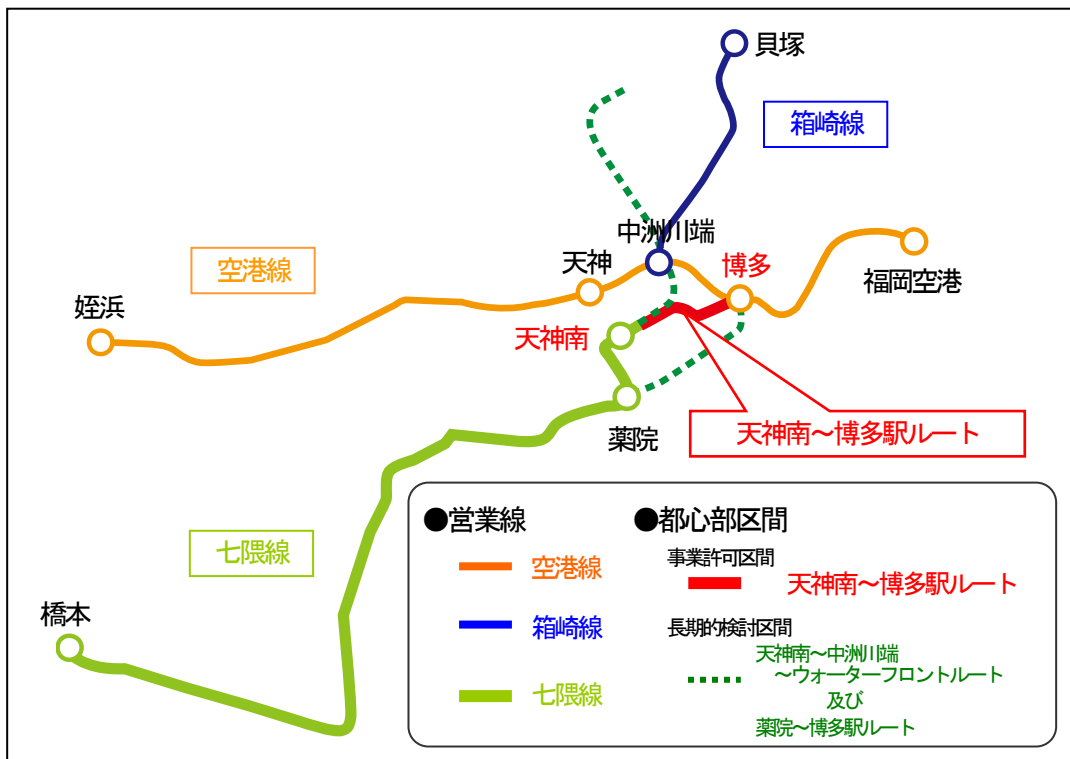 貝塚
箱崎線
中洲川端
天神
博多
空港線
福岡空港
姪浜
天神南
天神南～博多駅ルート
薬院
七隈線
橋本
●営業線
空港線
箱崎線
七隈線
●都心部区間
事業許可区間
天神南～博多駅ルート
長期的検討区間
天神南～中洲川端
～ウォーターフロントルート
及び
薬院～博多駅ルート